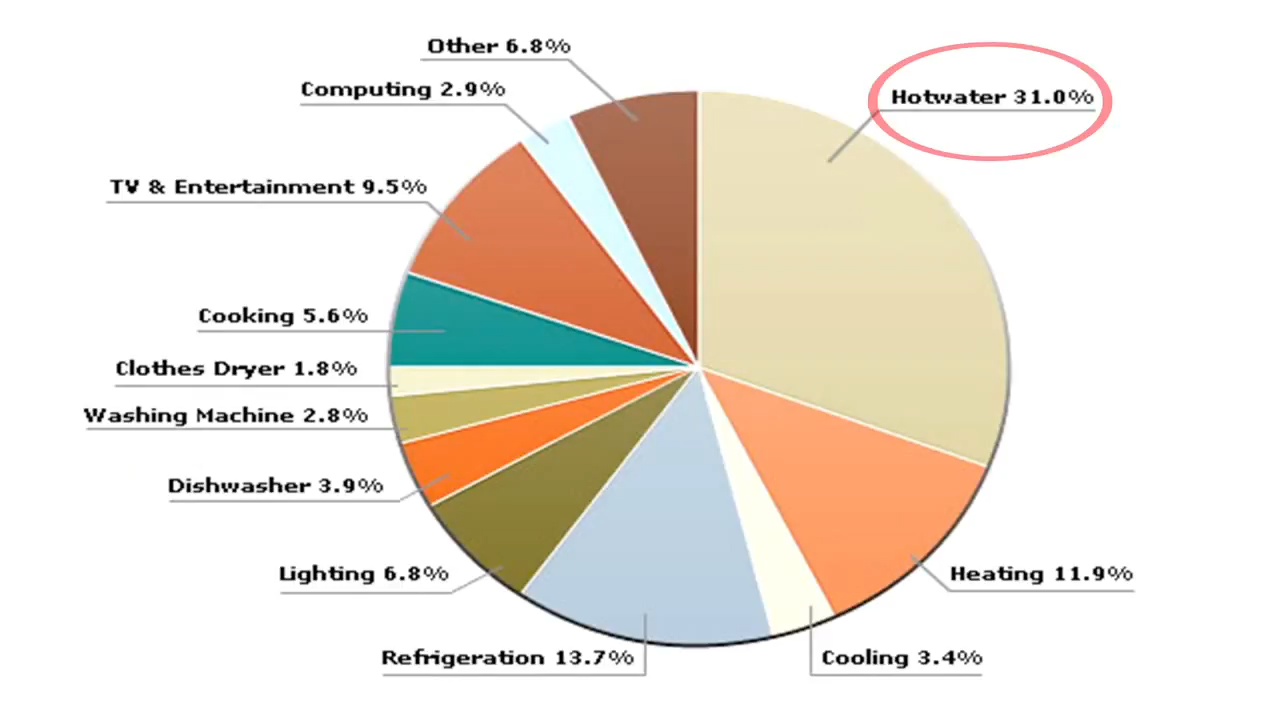 Other 6.8%
Computing 2.9%
Hotwater 31.0%
TV & Entertainment 9.5%
Cooking 5.6%
Clothes Dryer 1.8%
Washing Machine 2.8%
Dishwasher 3.9%
Lighting 6.8%
Heating 11.9%
Refrigeration 13.7%
Cooling 3.4%